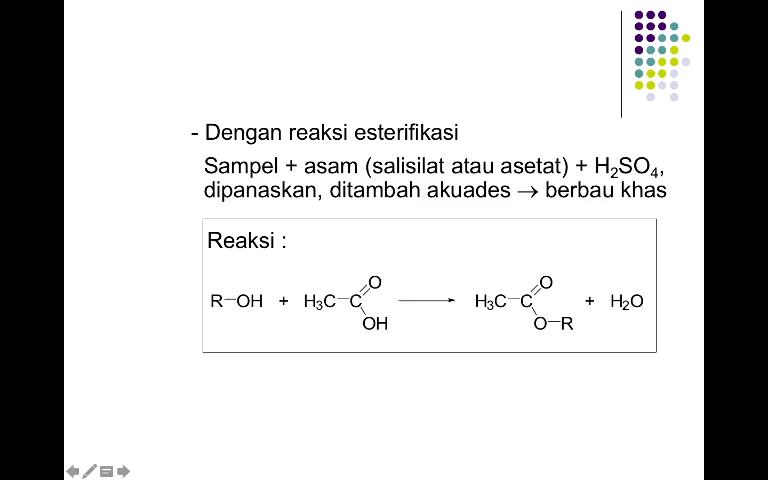 - Dengan reaksi esterifikasi
Sampel + asam (salisilat atau asetat) + H₂SO₄,
dipanaskan, ditambah akuades → berbau khas
Reaksi :
O
O
R–OH + H₃C–C → H₃C–C + H₂O
OH
O–R